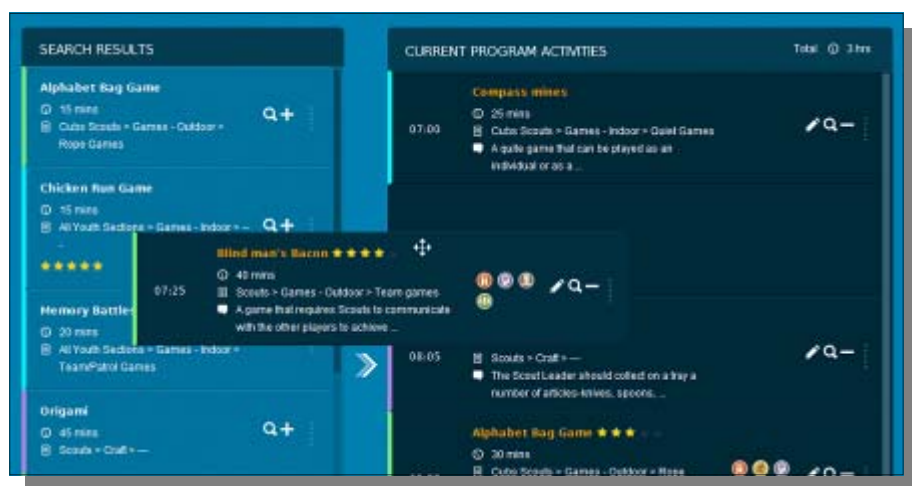 SEARCH RESULTS
Alphabet Bag Game
15 mins
Cubs Scouts > Games - Outdoor >
Rope Games
Chicken Run Game
15 mins
All Youth Sections > Games - Indoor > —
Memory Battles
20 mins
All Youth Sections > Games - Indoor >
Team/Patrol Games
Origami
45 mins
Scouts > Craft > —
CURRENT PROGRAM ACTIVITIES
Total 3 hrs
Compass mines
07:00
25 mins
Cubs Scouts > Games - Indoor > Quiet Games
A quite game that can be played as an
individual or as a ...
Blind man's Bacon
07:25
40 mins
Scouts > Games - Outdoor > Team games
A game that requires Scouts to communicate
with the other players to achieve ...
08:05
Scouts > Craft > —
The Scout Leader should collect on a tray a
number of articles-knives, spoons, ...
Alphabet Bag Game
30 mins
Cubs Scouts > Games - Outdoor > Rope